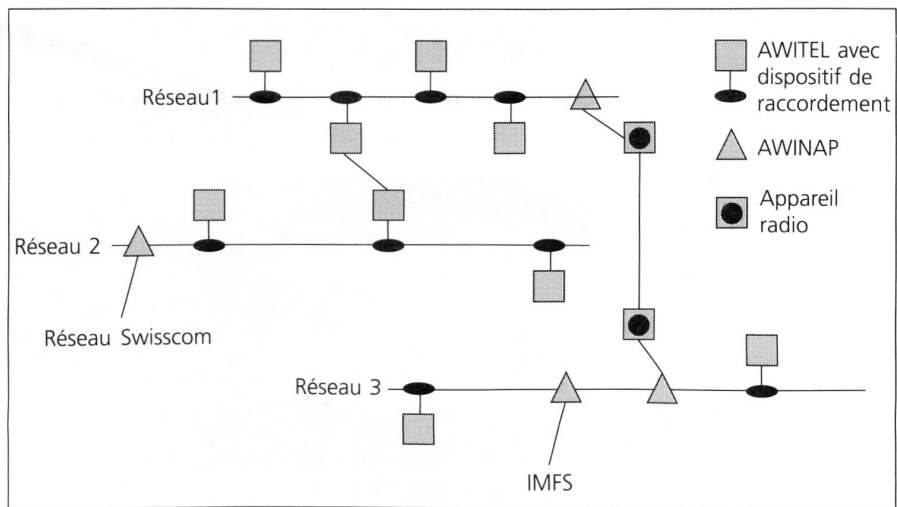 AWITEL avec
dispositif de
raccordement
Réseau1
AWINAP
Appareil
radio
Réseau 2
Réseau Swisscom
Réseau 3
IMFS